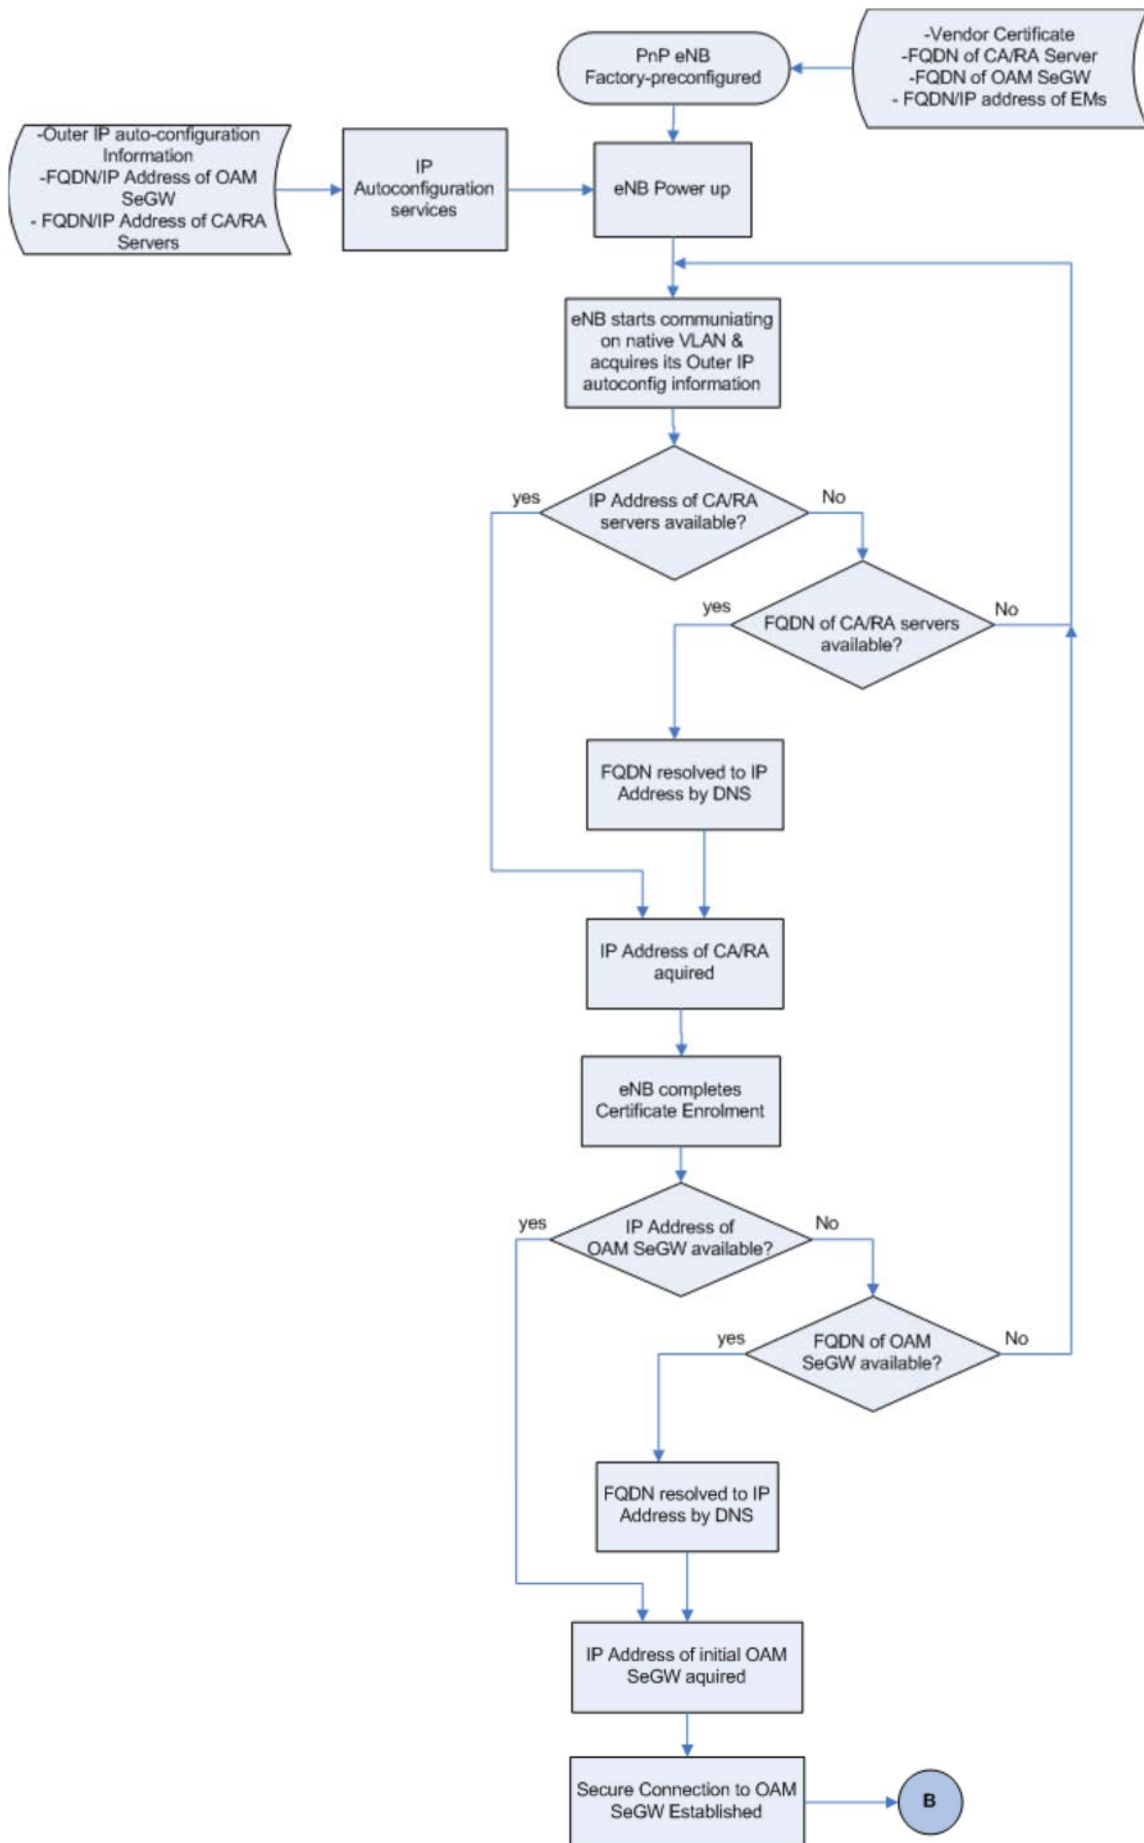 PnP eNB
Factory-preconfigured
-Vendor Certificate
-FQDN of CA/RA Server
-FQDN of OAM SeGW
- FQDN/IP address of EMs
-Outer IP auto-configuration
Information
-FQDN/IP Address of OAM
SeGW
- FQDN/IP Address of CA/RA
Servers
IP
Autoconfiguration
services
eNB Power up
eNB starts communiating
on native VLAN &
acquires its Outer IP
autoconfig information
yes
IP Address of CA/RA
servers available?
No
yes
FQDN of CA/RA servers
available?
No
FQDN resolved to IP
Address by DNS
IP Address of CA/RA
aquired
eNB completes
Certificate Enrolment
yes
IP Address of
OAM SeGW available?
No
yes
FQDN of OAM
SeGW available?
No
FQDN resolved to IP
Address by DNS
IP Address of initial OAM
SeGW aquired
Secure Connection to OAM
SeGW Established
B